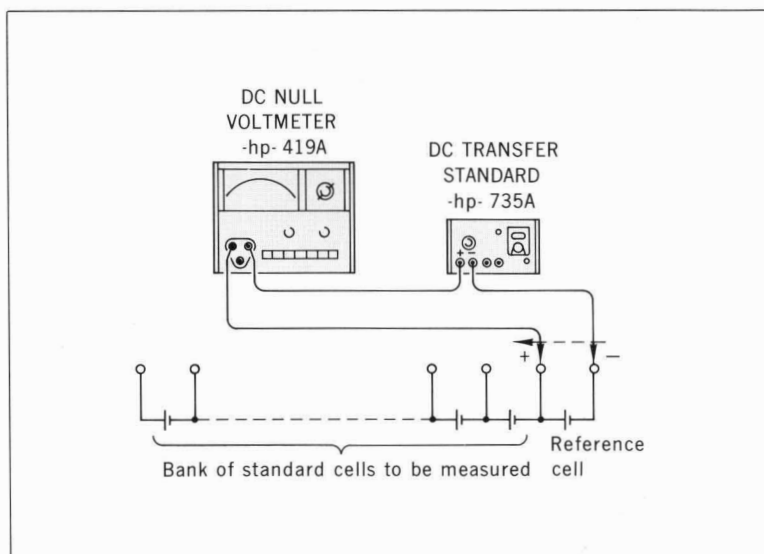 DC NULL
VOLTMETER
-hp- 419A
DC TRANSFER
STANDARD
-hp- 735A
+ −
+
−
Bank of standard cells to be measured
Reference
cell